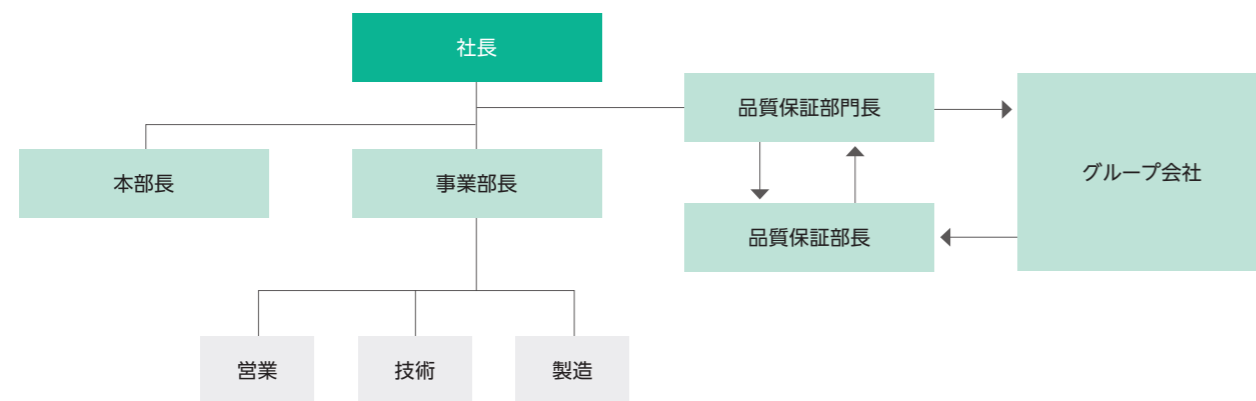 社長
品質保証部門長
グループ会社
本部長
事業部長
品質保証部長
営業
技術
製造